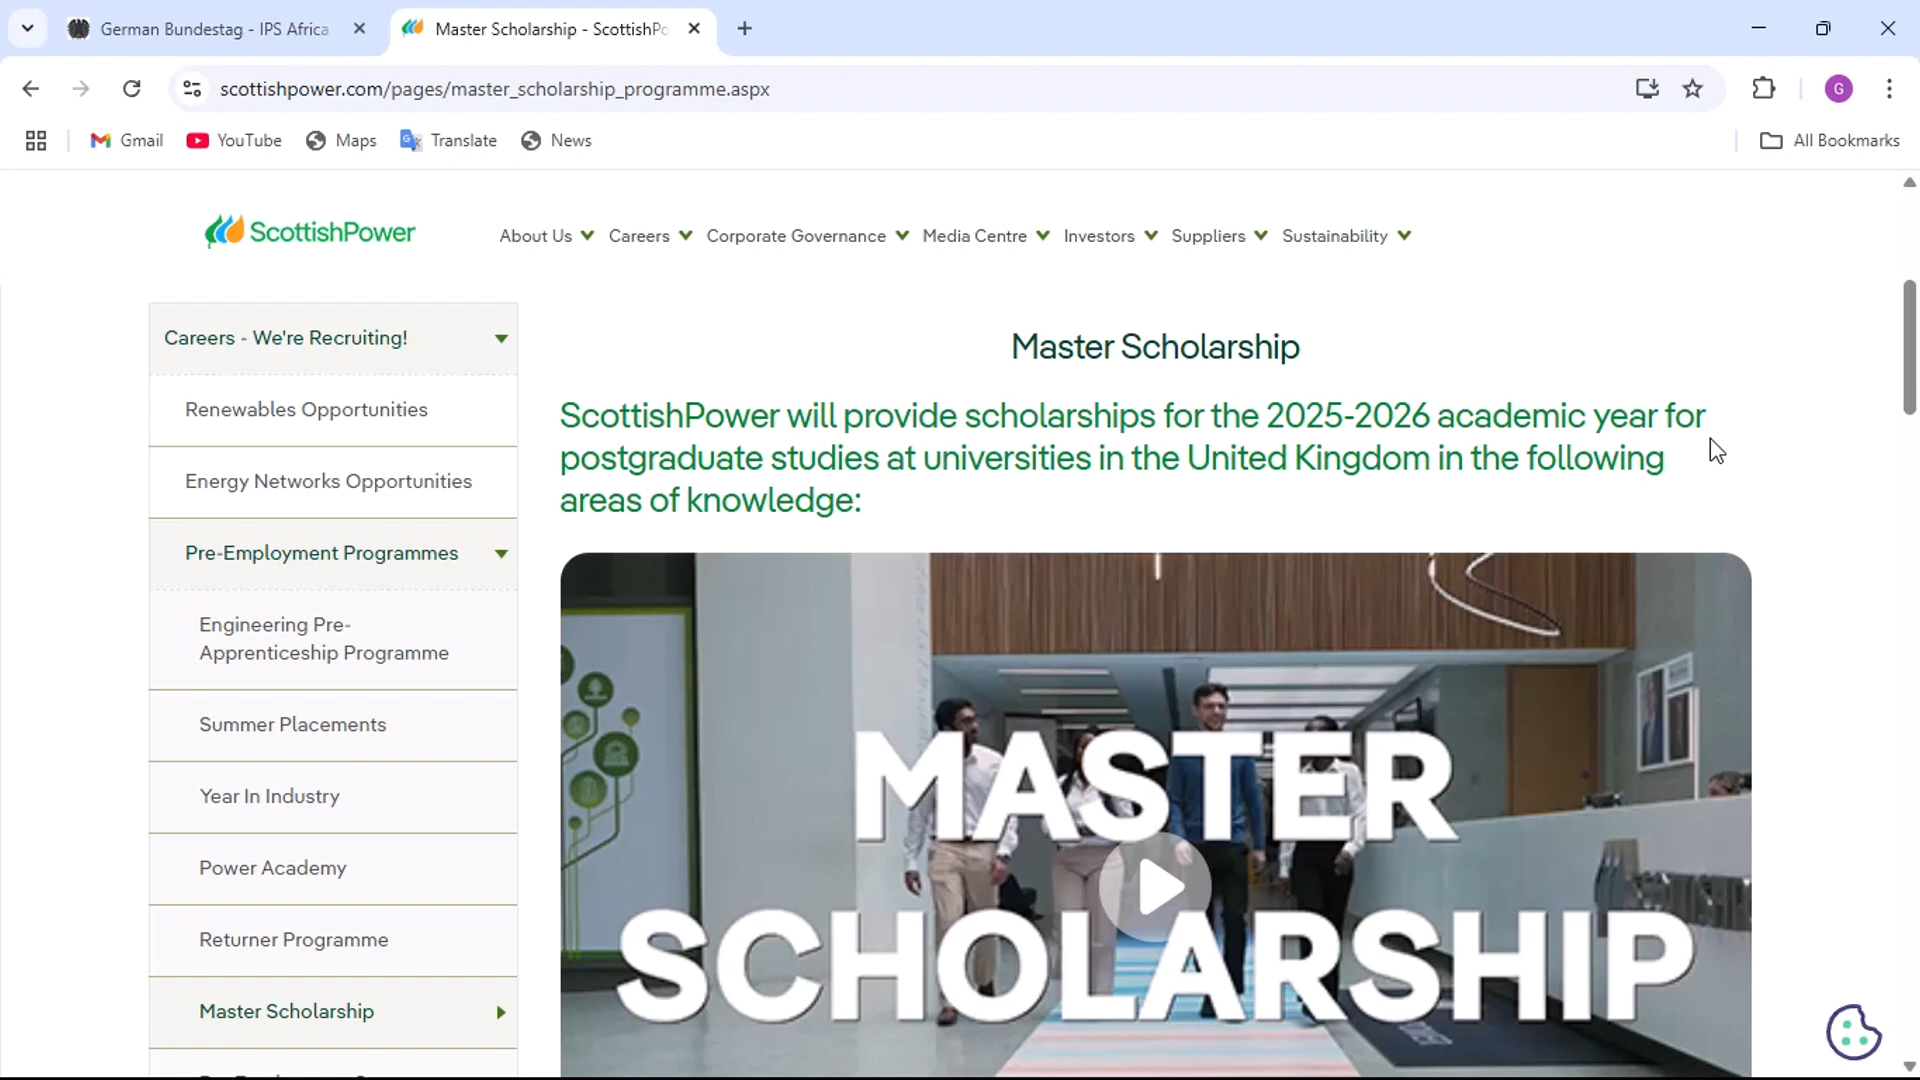 German Bundestag - IPS Africa
Master Scholarship - ScottishPo
scottishpower.com/pages/master_scholarship_programme.aspx
G
Gmail
YouTube
Maps
Translate
News
All Bookmarks
ScottishPower
About Us
Careers
Corporate Governance
Media Centre
Investors
Suppliers
Sustainability
Careers - We're Recruiting!
Renewables Opportunities
Energy Networks Opportunities
Pre-Employment Programmes
Engineering Pre-
Apprenticeship Programme
Summer Placements
Year In Industry
Power Academy
Returner Programme
Master Scholarship
Master Scholarship
ScottishPower will provide scholarships for the 2025-2026 academic year for
postgraduate studies at universities in the United Kingdom in the following
areas of knowledge:
MASTER
SCHOLARSHIP